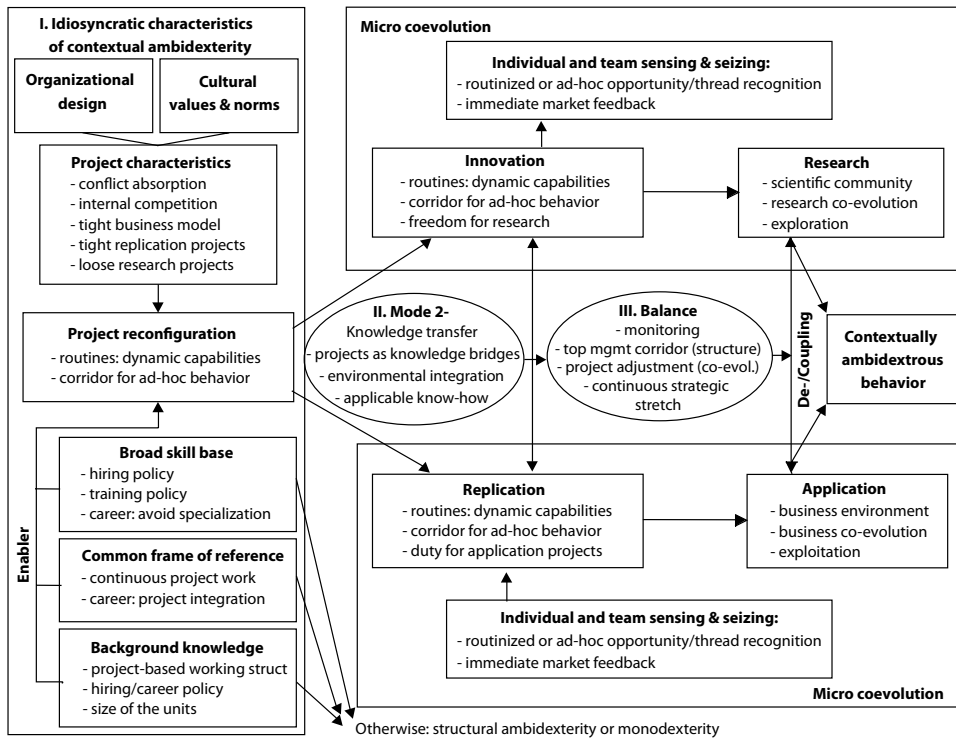 I. Idiosyncratic characteristics
of contextual ambidexterity
Organizational
design
Cultural
values & norms
Project characteristics
- conflict absorption
- internal competition
- tight business model
- tight replication projects
- loose research projects
Project reconfiguration
- routines: dynamic capabilities
- corridor for ad-hoc behavior
Enabler
Broad skill base
- hiring policy
- training policy
- career: avoid specialization
Common frame of reference
- continuous project work
- career: project integration
Background knowledge
- project-based working struct
- hiring/career policy
- size of the units
Micro coevolution
Individual and team sensing & seizing:
- routinized or ad-hoc opportunity/thread recognition
- immediate market feedback
Innovation
- routines: dynamic capabilities
- corridor for ad-hoc behavior
- freedom for research
Research
- scientific community
- research co-evolution
- exploration
II. Mode 2-
Knowledge transfer
- projects as knowledge bridges
- environmental integration
- applicable know-how
III. Balance
- monitoring
- top mgmt corridor (structure)
- project adjustment (co-evol.)
- continuous strategic
stretch
De-/Coupling
Contextually
ambidextrous
behavior
Replication
- routines: dynamic capabilities
- corridor for ad-hoc behavior
- duty for application projects
Application
- business environment
- business co-evolution
- exploitation
Individual and team sensing & seizing:
- routinized or ad-hoc opportunity/thread recognition
- immediate market feedback
Micro coevolution
Otherwise: structural ambidexterity or monodexterity